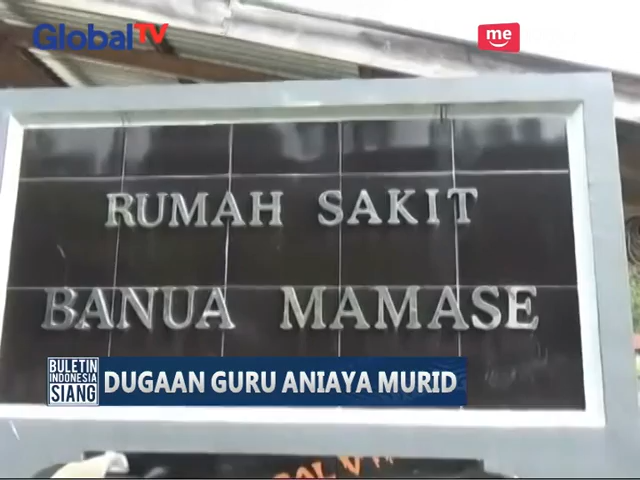 GlobalTV
me
RUMAH SAKIT
BANUA MAMASE
BULETIN
INDONESIA
SIANG
DUGAAN GURU ANIAYA MURID